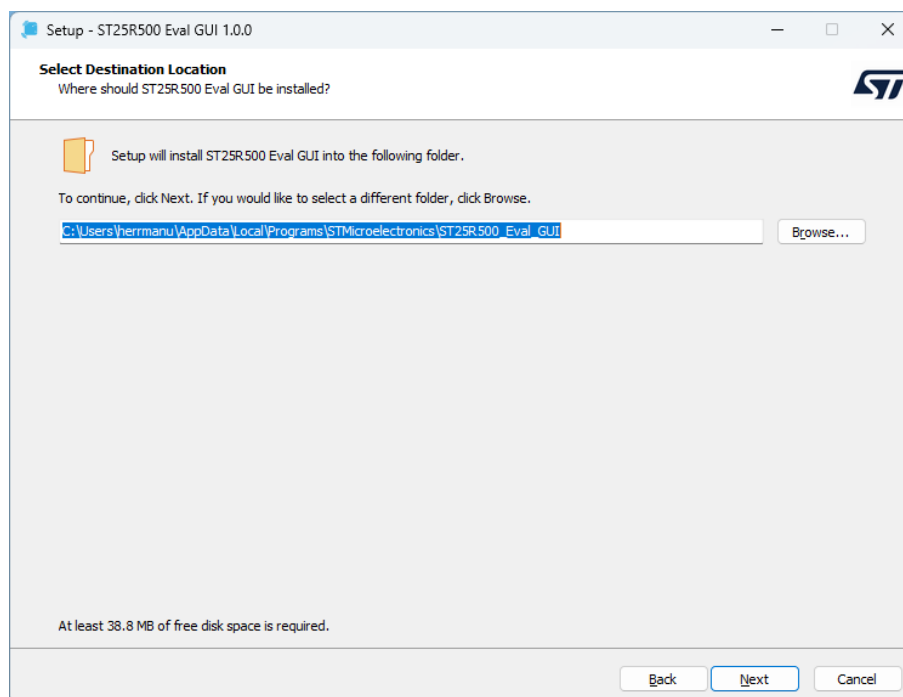 Setup - ST25R500 Eval GUI 1.0.0
Select Destination Location
Where should ST25R500 Eval GUI be installed?
ST
Setup will install ST25R500 Eval GUI into the following folder.
To continue, click Next. If you would like to select a different folder, click Browse.
C:\Users\herrmanu\AppData\Local\Programs\STMicroelectronics\ST25R500_Eval_GUI
Browse...
At least 38.8 MB of free disk space is required.
Back Next Cancel